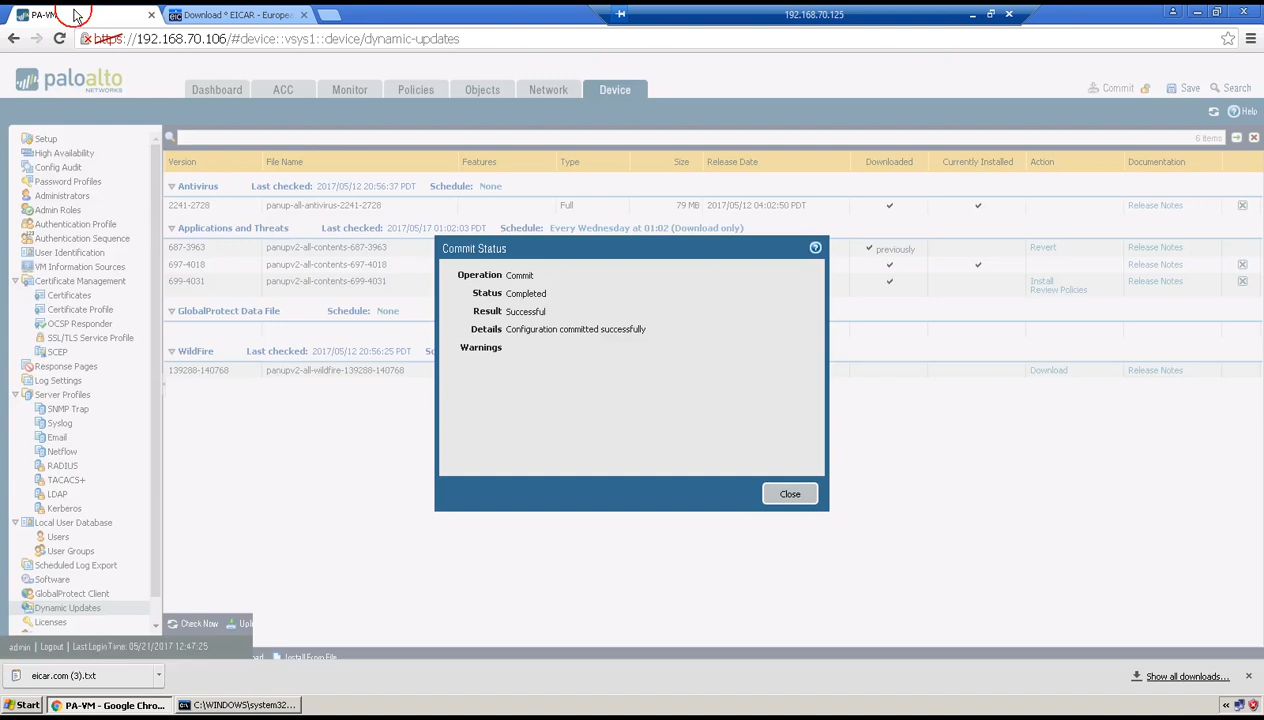 PA-VM
Download ° EICAR - Europe
192.168.70.125
https://192.168.70.106/#device::vsys1::device/dynamic-updates
paloalto
NETWORKS
Dashboard ACC Monitor Policies Objects Network Device
Commit Save Search
Help
6 items
Setup
High Availability
Config Audit
Password Profiles
Administrators
Admin Roles
Authentication Profile
Authentication Sequence
User Identification
VM Information Sources
Certificate Management
Certificates
Certificate Profile
OCSP Responder
SSL/TLS Service Profile
SCEP
Response Pages
Log Settings
Server Profiles
SNMP Trap
Syslog
Email
Netflow
RADIUS
TACACS+
LDAP
Kerberos
Local User Database
Users
User Groups
Scheduled Log Export
Software
GlobalProtect Client
Dynamic Updates
Licenses
Version File Name Features Type Size Release Date Downloaded Currently Installed Action Documentation
Antivirus Last checked: 2017/05/12 20:56:37 PDT Schedule: None
2241-2728 panup-all-antivirus-2241-2728 Full 79 MB 2017/05/12 04:02:50 PDT Release Notes
Applications and Threats Last checked: 2017/05/17 01:02:03 PDT Schedule: Every Wednesday at 01:02 (Download only)
687-3963 panupv2-all-contents-687-3963 previously Revert Release Notes
697-4018 panupv2-all-contents-697-4018 Release Notes
699-4031 panupv2-all-contents-699-4031 Install Release Notes
Review Policies
GlobalProtect Data File Schedule: None
WildFire Last checked: 2017/05/12 20:56:25 PDT
139288-140768 panupv2-all-wildfire-139288-140768 Download Release Notes
Commit Status
Operation Commit
Status Completed
Result Successful
Details Configuration committed successfully
Warnings
Close
Check Now Upl
Install From File
admin | Logout | Last Login Time: 05/21/2017 12:47:25
eicar.com (3).txt
Show all downloads...
Start PA-VM - Google Chro... C:\WINDOWS\system32...